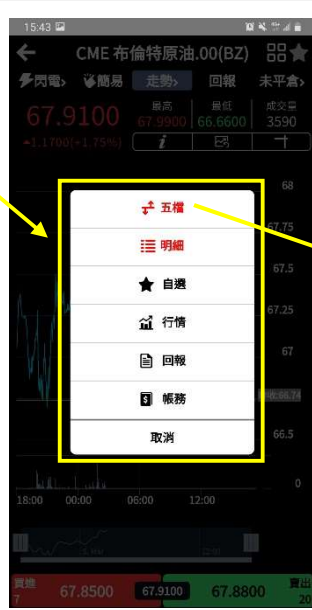 15:43
CME 布倫特原油.00(BZ)
閃電 簡易 走勢 回報 未平倉
67.9100 最高 67.9900 最低 66.6600 成交量 3590
▲1.1700(+1.75%)
68
67.75
67.5
67.25
67
66.74
66.5
0
五檔
明細
自選
行情
回報
帳務
取消
18:00 00:00 06:00 12:00
買進 7 67.8500 67.9100 67.8800 賣出 20